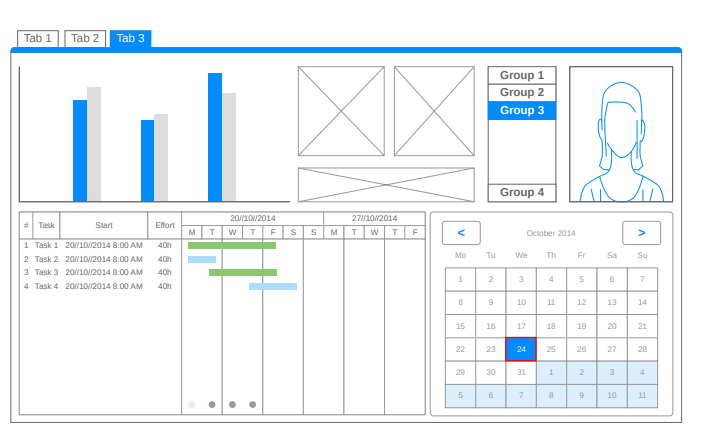 Tab 1 Tab 2 Tab 3
Group 1
Group 2
Group 3
Group 4
# Task Start Effort 20//10//2014 27//10//2014
M T W T F S S M T W T F
1 Task 1 20//10//2014 8:00 AM 40h
2 Task 2 20//10//2014 8:00 AM 40h
3 Task 3 20//10//2014 8:00 AM 40h
4 Task 4 20//10//2014 8:00 AM 40h
< October 2014 >
Mo Tu We Th Fr Sa Su
1 2 3 4 5 6 7
8 9 10 11 12 13 14
15 16 17 18 19 20 21
22 23 24 25 26 27 28
29 30 31 1 2 3 4
5 6 7 8 9 10 11